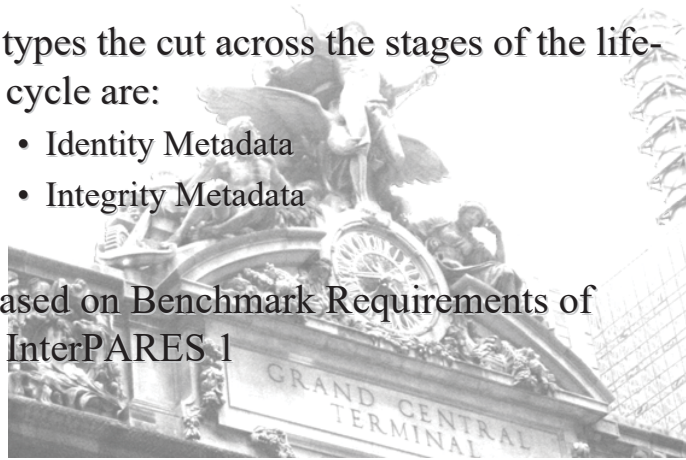 types the cut across the stages of the life-
cycle are:
• Identity Metadata
• Integrity Metadata
ased on Benchmark Requirements of
InterPARES 1
GRAND CENTRAL
TERMINAL